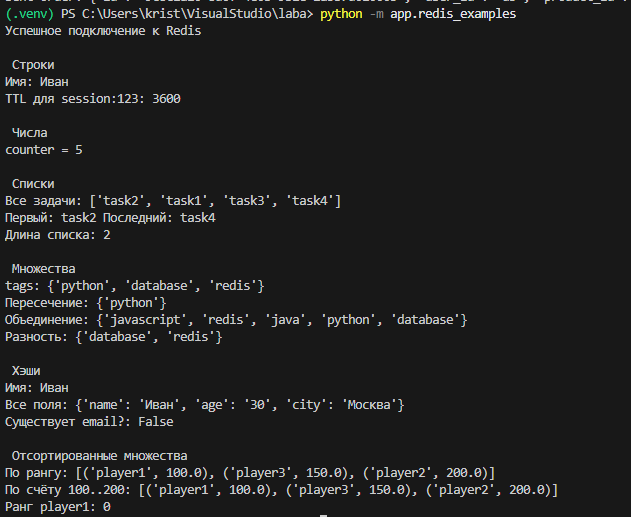 (.venv) PS C:\Users\krist\VisualStudio\laba> python -m app.redis_examples
Успешное подключение к Redis
Строки
Имя: Иван
TTL для session:123: 3600
Числа
counter = 5
Списки
Все задачи: ['task2', 'task1', 'task3', 'task4']
Первый: task2 Последний: task4
Длина списка: 2
Множества
tags: {'python', 'database', 'redis'}
Пересечение: {'python'}
Объединение: {'javascript', 'redis', 'java', 'python', 'database'}
Разность: {'database', 'redis'}
Хэши
Имя: Иван
Все поля: {'name': 'Иван', 'age': '30', 'city': 'Москва'}
Существует email?: False
Отсортированные множества
По рангу: [('player1', 100.0), ('player3', 150.0), ('player2', 200.0)]
По счёту 100..200: [('player1', 100.0), ('player3', 150.0), ('player2', 200.0)]
Ранг player1: 0